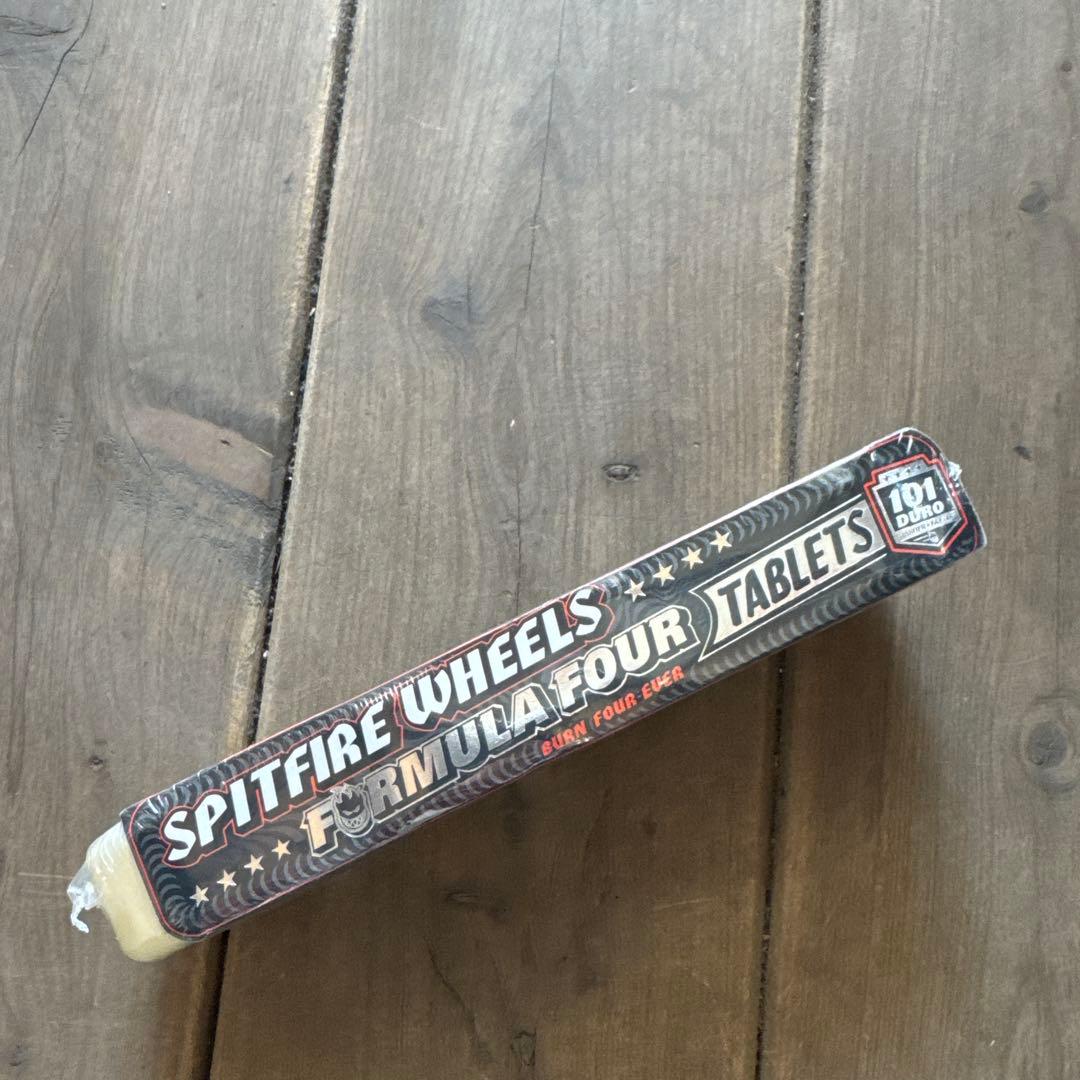 SPITFIRE WHEELS
FORMULA FOUR
TABLETS
BURN FOUR EVER
101
DURO